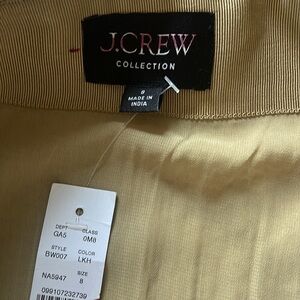 J.CREW
COLLECTION
8
MADE IN
INDIA
DEPT CLASS
GA5 0M8
STYLE COLOR
BW007 LKH
NA5947 SIZE
8
099107232739